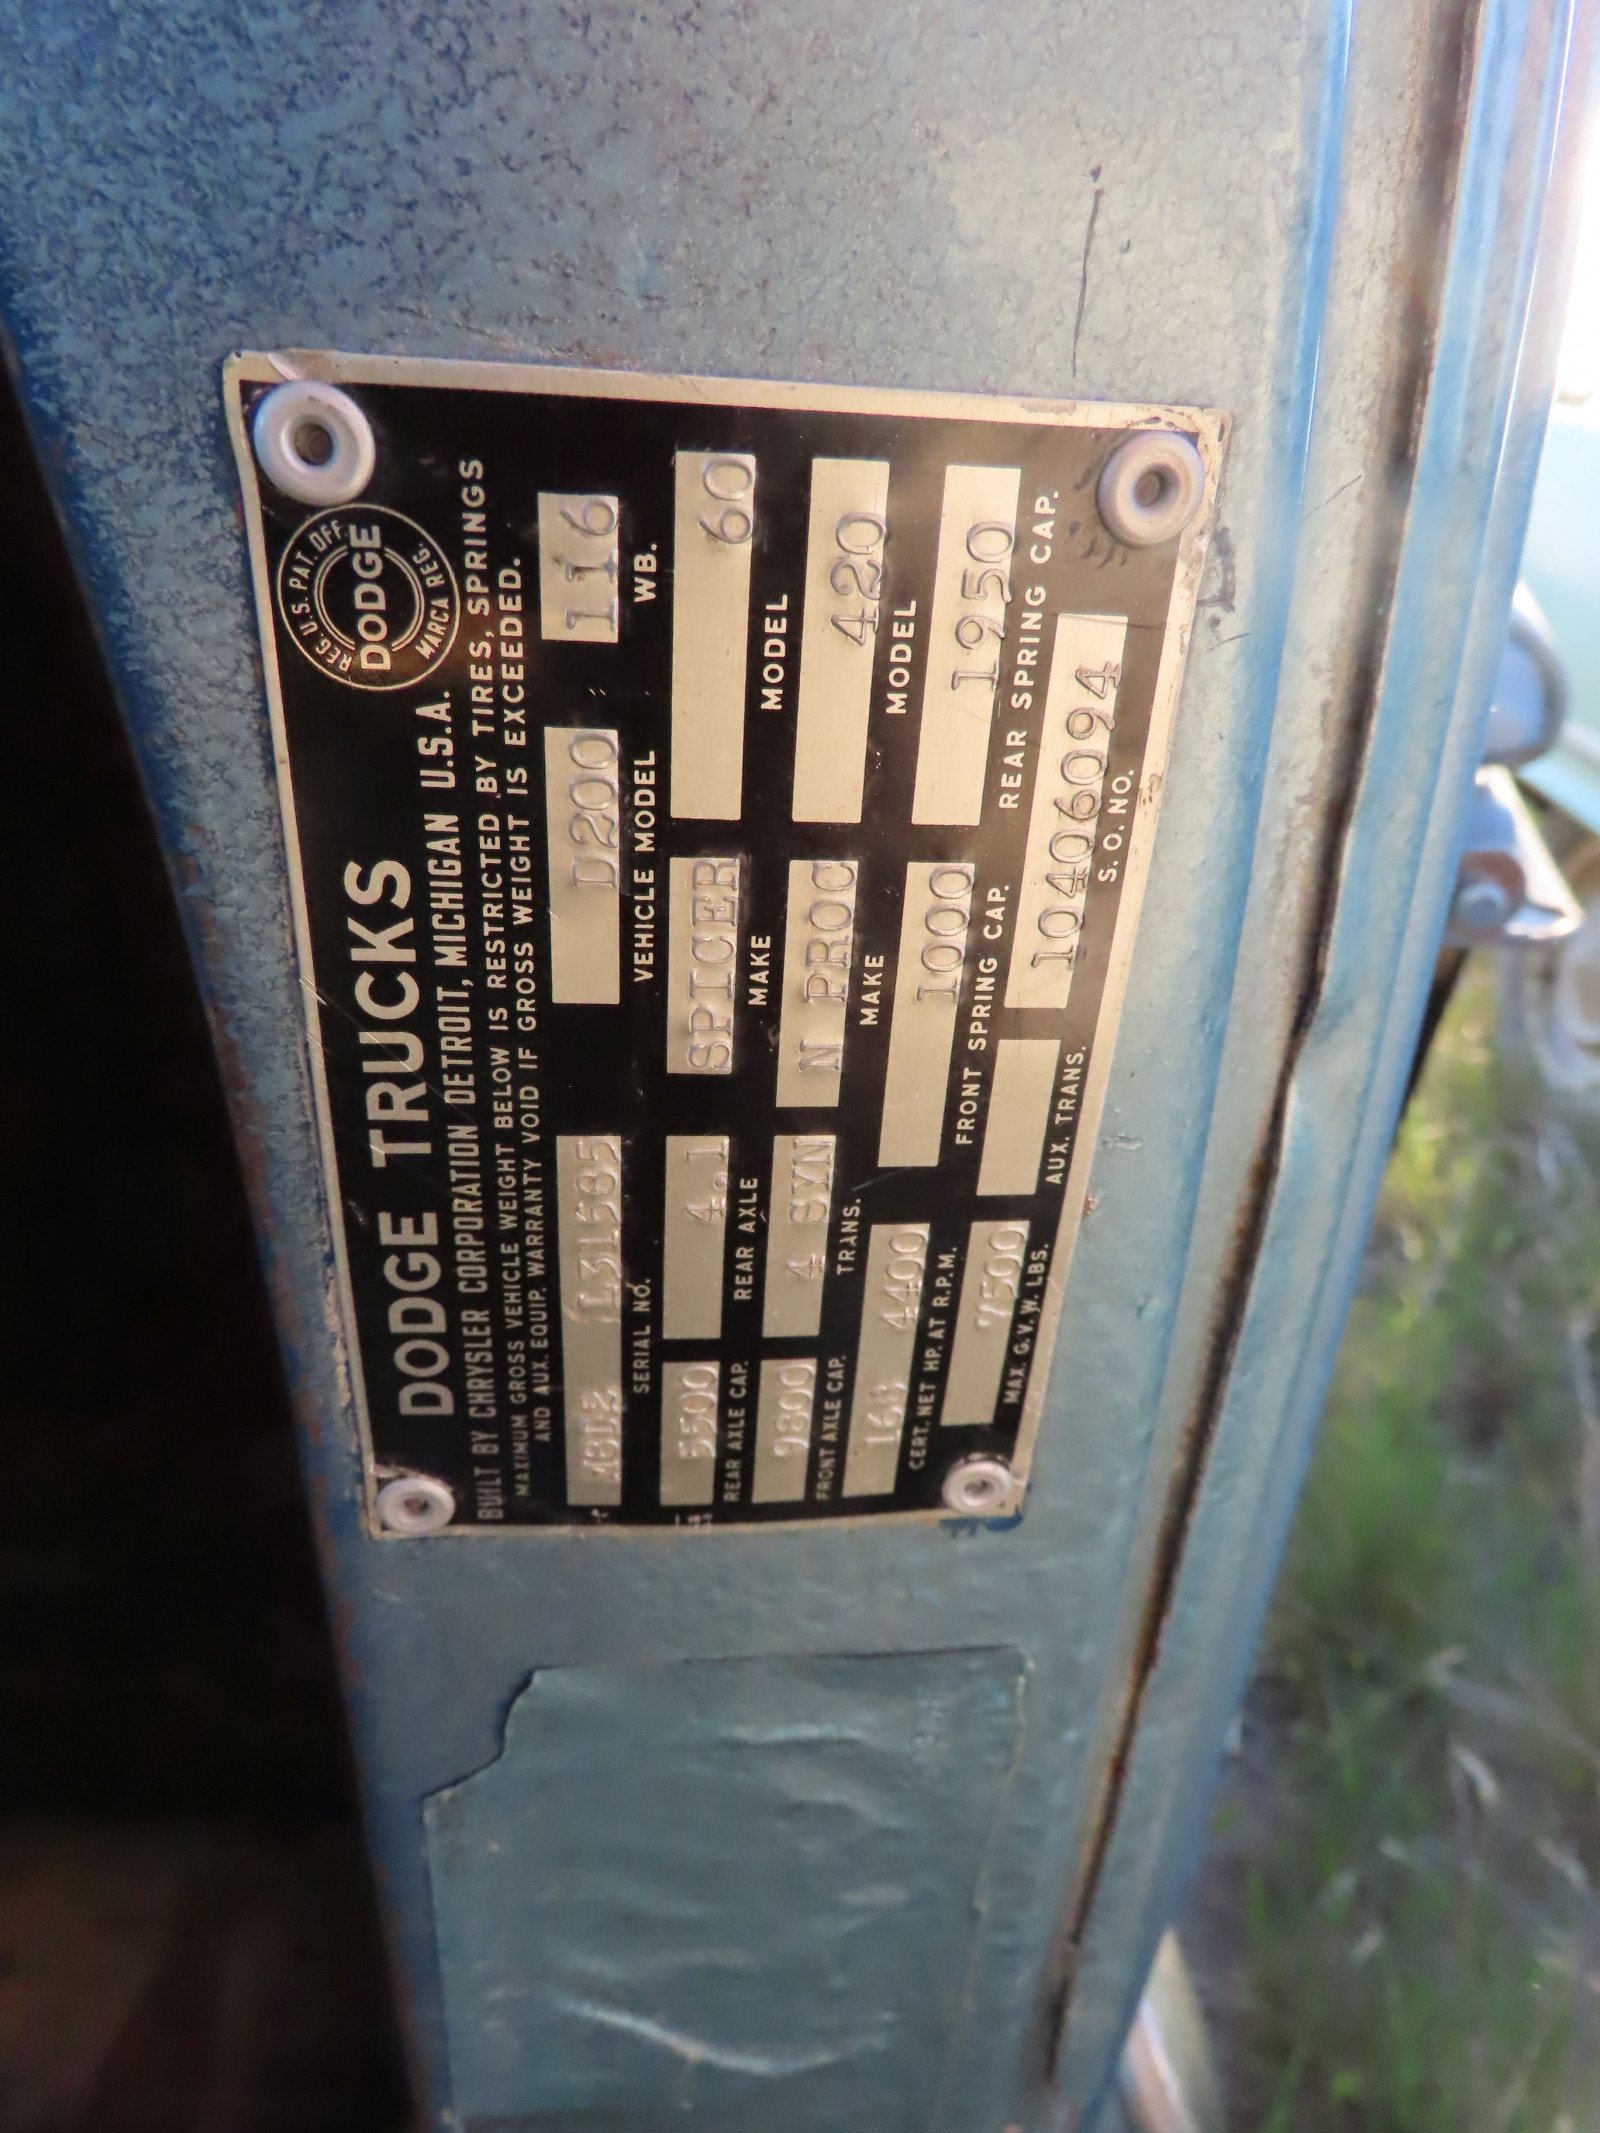 DODGE TRUCKS
REG. U.S. PAT. OFF. DODGE MARCA REG.
BUILT BY CHRYSLER CORPORATION DETROIT, MICHIGAN U.S.A.
MAXIMUM GROSS VEHICLE WEIGHT BELOW IS RESTRICTED BY TIRES, SPRINGS
AND AUX. EQUIP. WARRANTY VOID IF GROSS WEIGHT IS EXCEEDED.
L31585 D200 116
SERIAL NO. VEHICLE MODEL WB.
5500 4.1 SPICER 60
REAR AXLE CAP. REAR AXLE MAKE MODEL
9800 4 SYN N PROC 420
FRONT AXLE CAP. TRANS. MAKE MODEL
4400 1000 1950
CERT. NET HP. AT R.P.M. FRONT SPRING CAP. REAR SPRING CAP.
7500 10406094
MAX. G.V.W. LBS. AUX. TRANS. S.O. NO.